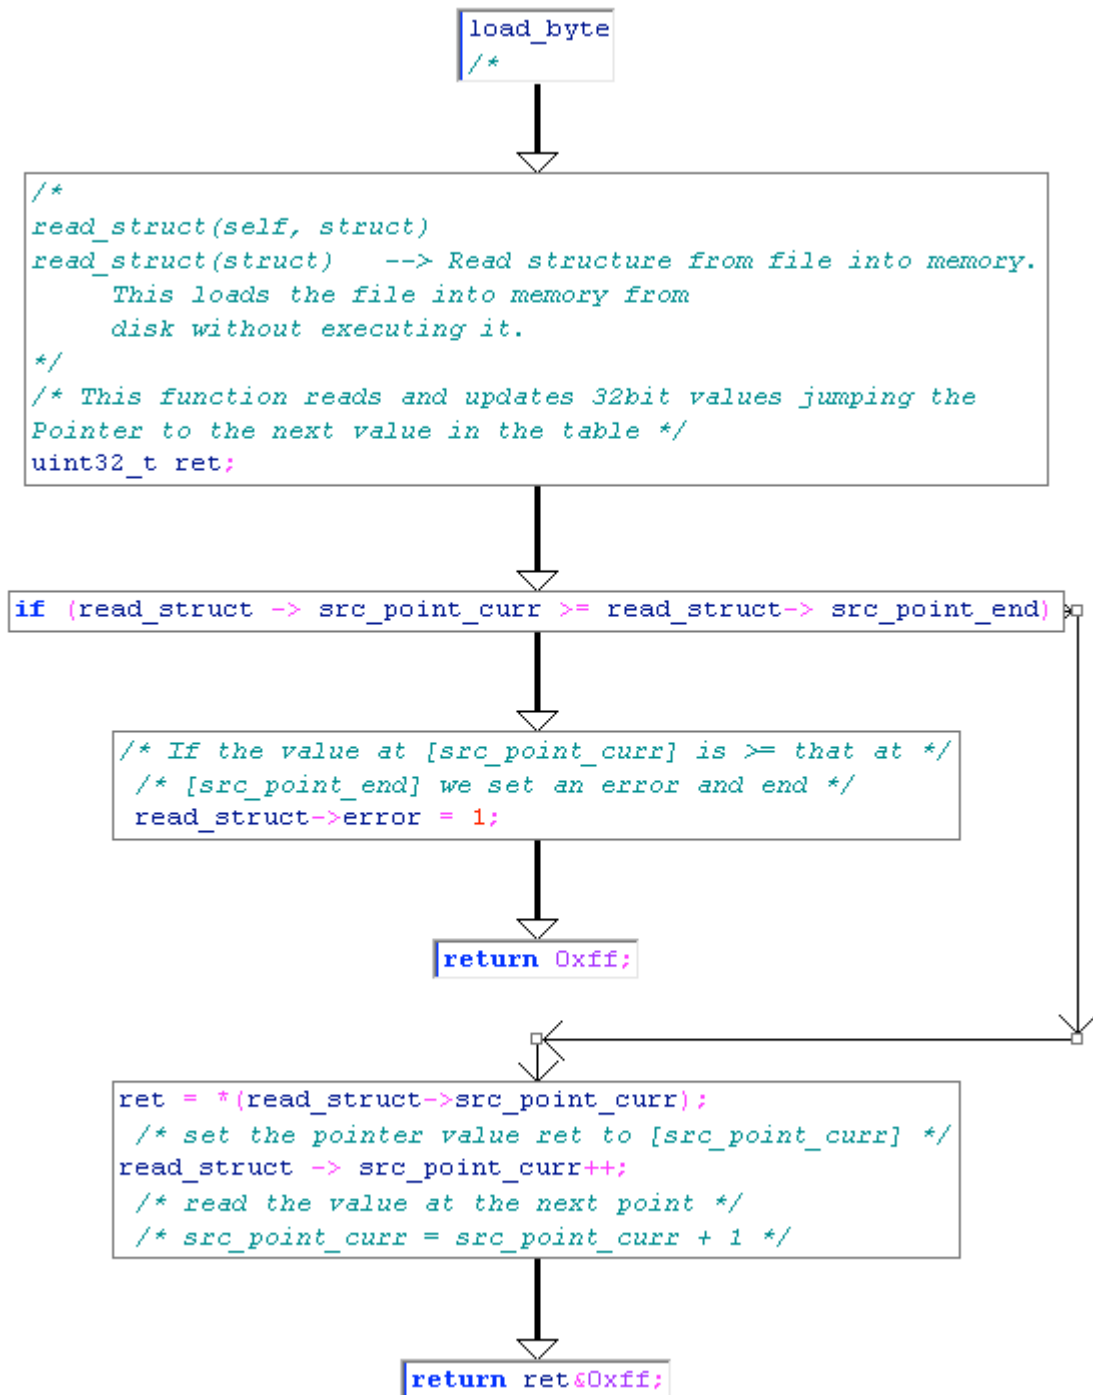 load_byte
/*
/*
read_struct(self, struct)
read_struct(struct)   --> Read structure from file into memory.
This loads the file into memory from
disk without executing it.
*/
/* This function reads and updates 32bit values jumping the
Pointer to the next value in the table */
uint32_t ret;
if (read_struct -> src_point_curr >= read_struct-> src_point_end)
/* If the value at [src_point_curr] is >= that at */
/* [src_point_end] we set an error and end */
read_struct->error = 1;
return 0xff;
ret = *(read_struct->src_point_curr);
/* set the pointer value ret to [src_point_curr] */
read_struct -> src_point_curr++;
/* read the value at the next point */
/* src_point_curr = src_point_curr + 1 */
return ret&0xff;